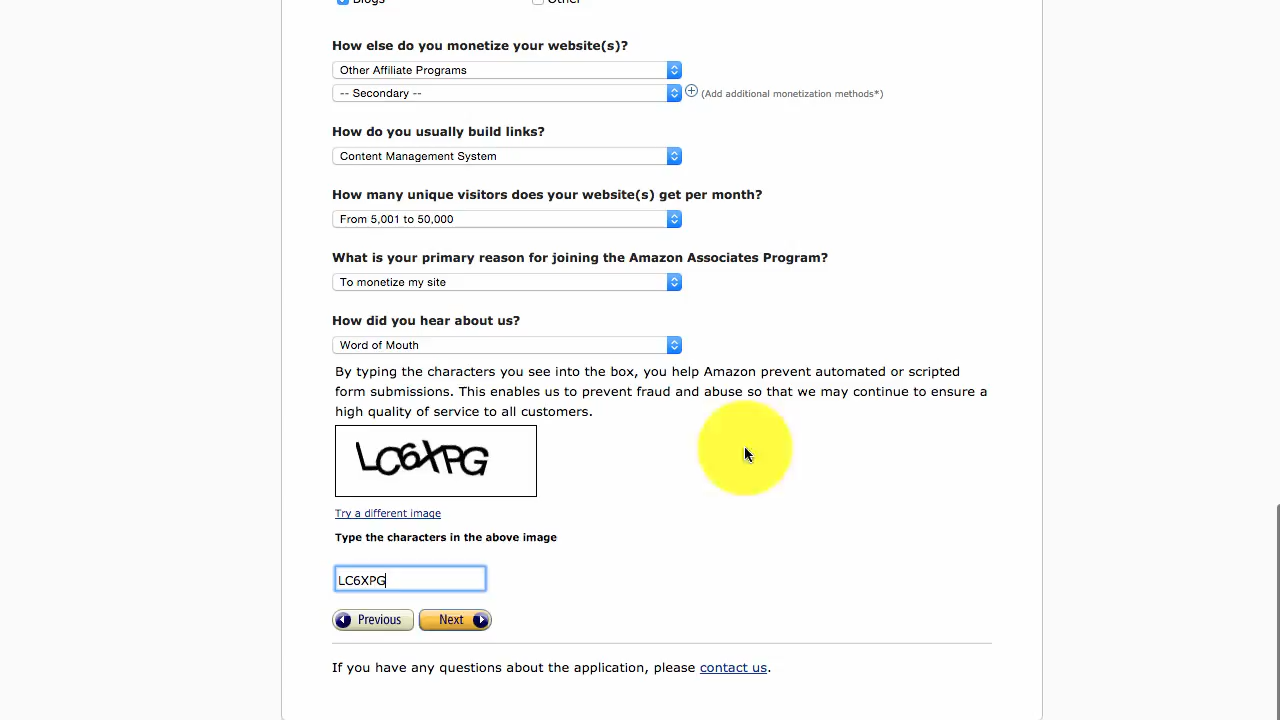 Blogs Other
How else do you monetize your website(s)?
Other Affiliate Programs
-- Secondary -- (Add additional monetization methods*)
How do you usually build links?
Content Management System
How many unique visitors does your website(s) get per month?
From 5,001 to 50,000
What is your primary reason for joining the Amazon Associates Program?
To monetize my site
How did you hear about us?
Word of Mouth
By typing the characters you see into the box, you help Amazon prevent automated or scripted
form submissions. This enables us to prevent fraud and abuse so that we may continue to ensure a
high quality of service to all customers.
LC6XPG
Try a different image
Type the characters in the above image
LC6XPG
Previous Next
If you have any questions about the application, please contact us.